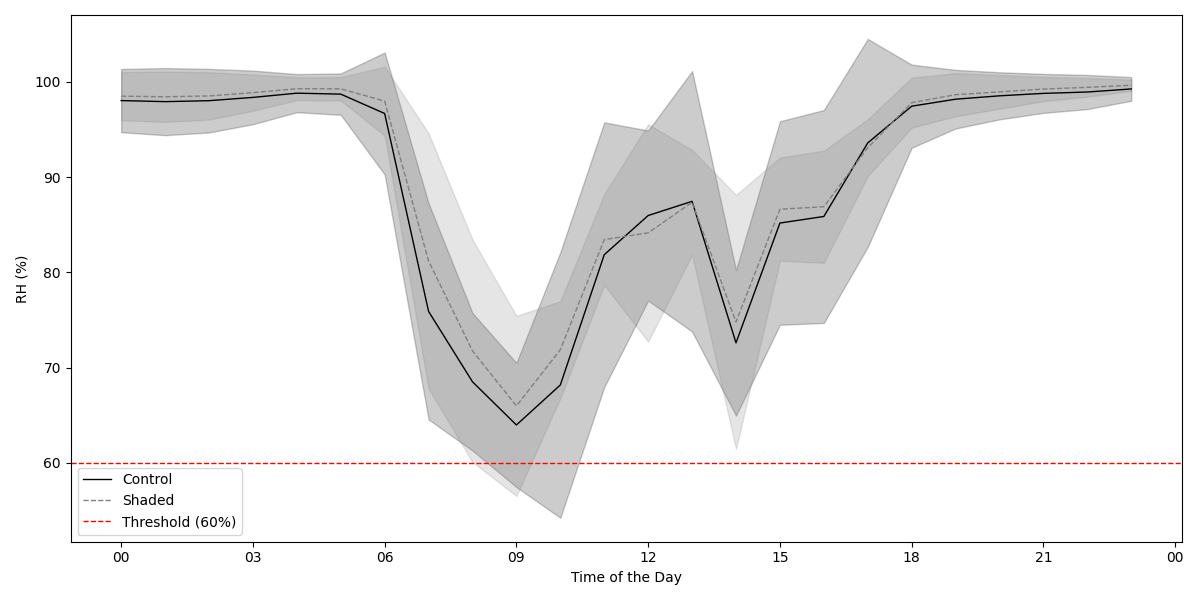 RH (%)
100
90
80
70
60
Control
Shaded
Threshold (60%)
00 03 06 09 12 15 18 21 00
Time of the Day